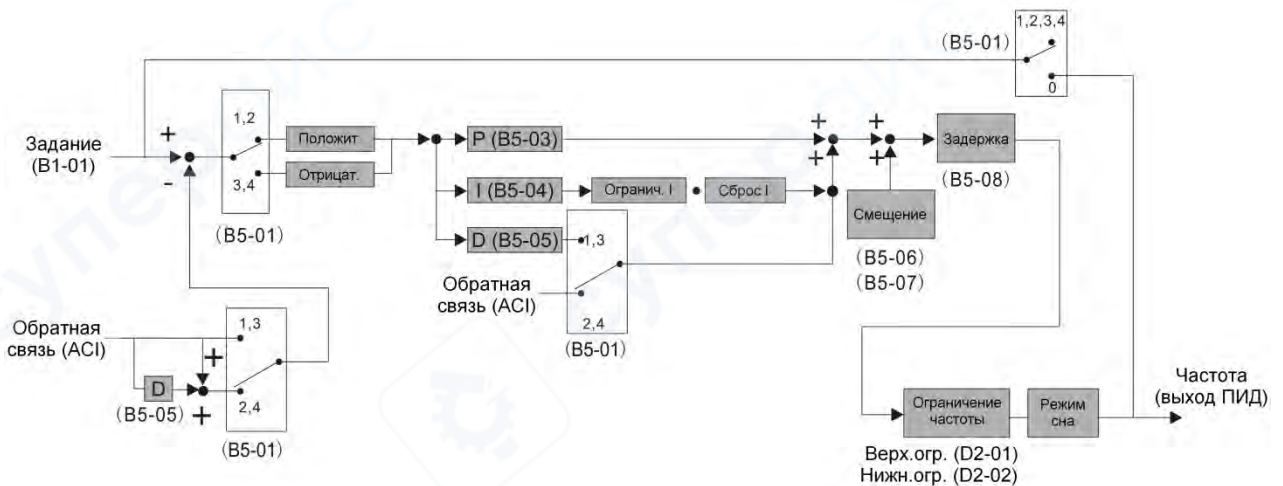 1,2,3,4
(B5-01)
0
Задание
(B1-01)
+
-
1,2
3,4
(B5-01)
Положит.
Отрицат.
P (B5-03)
I (B5-04)
Огранич. I
Сброс I
D (B5-05)
1,3
2,4
(B5-01)
Обратная
связь (ACI)
+
+
+
+
Задержка
(B5-08)
Смещение
(B5-06)
(B5-07)
Обратная
связь (ACI)
D
(B5-05)
+
+
1,3
2,4
(B5-01)
Ограничение
частоты
Верх.огр. (D2-01)
Нижн.огр. (D2-02)
Режим
сна
Частота
(выход ПИД)